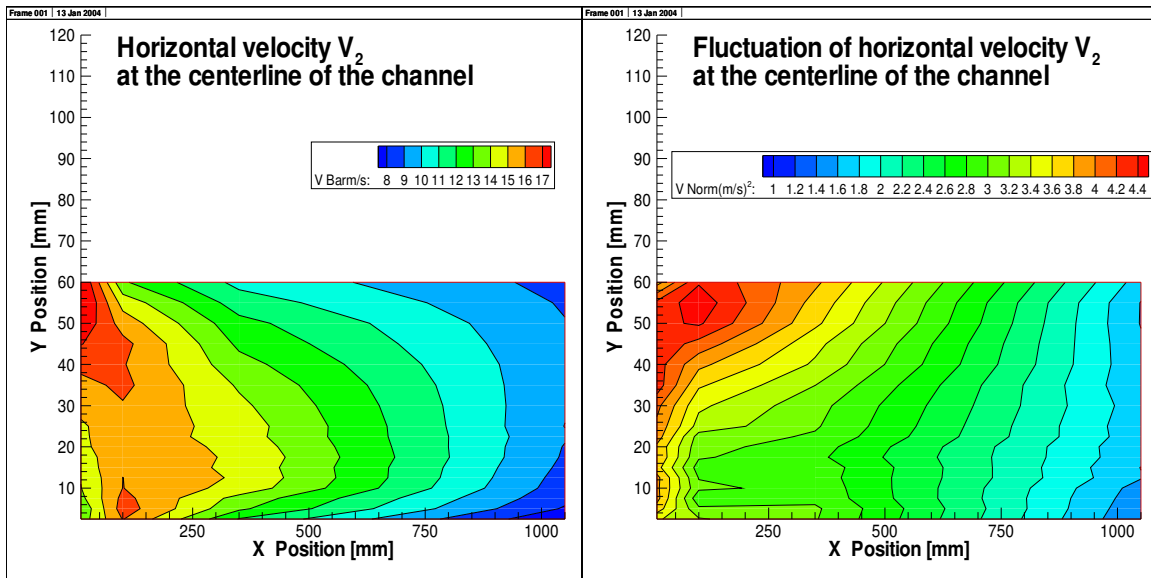 Frame 001 | 13 Jan 2004
Horizontal velocity V2
at the centerline of the channel
V Barm/s: 8 9 10 11 12 13 14 15 16 17
120
110
100
90
80
70
60
50
40
30
20
10
Y Position [mm]
250 500 750 1000
X Position [mm]
Frame 001 | 13 Jan 2004
Fluctuation of horizontal velocity V2
at the centerline of the channel
V Norm(m/s)²: 1 1.2 1.4 1.6 1.8 2 2.2 2.4 2.6 2.8 3 3.2 3.4 3.6 3.8 4 4.2 4.4
120
110
100
90
80
70
60
50
40
30
20
10
Y Position [mm]
250 500 750 1000
X Position [mm]